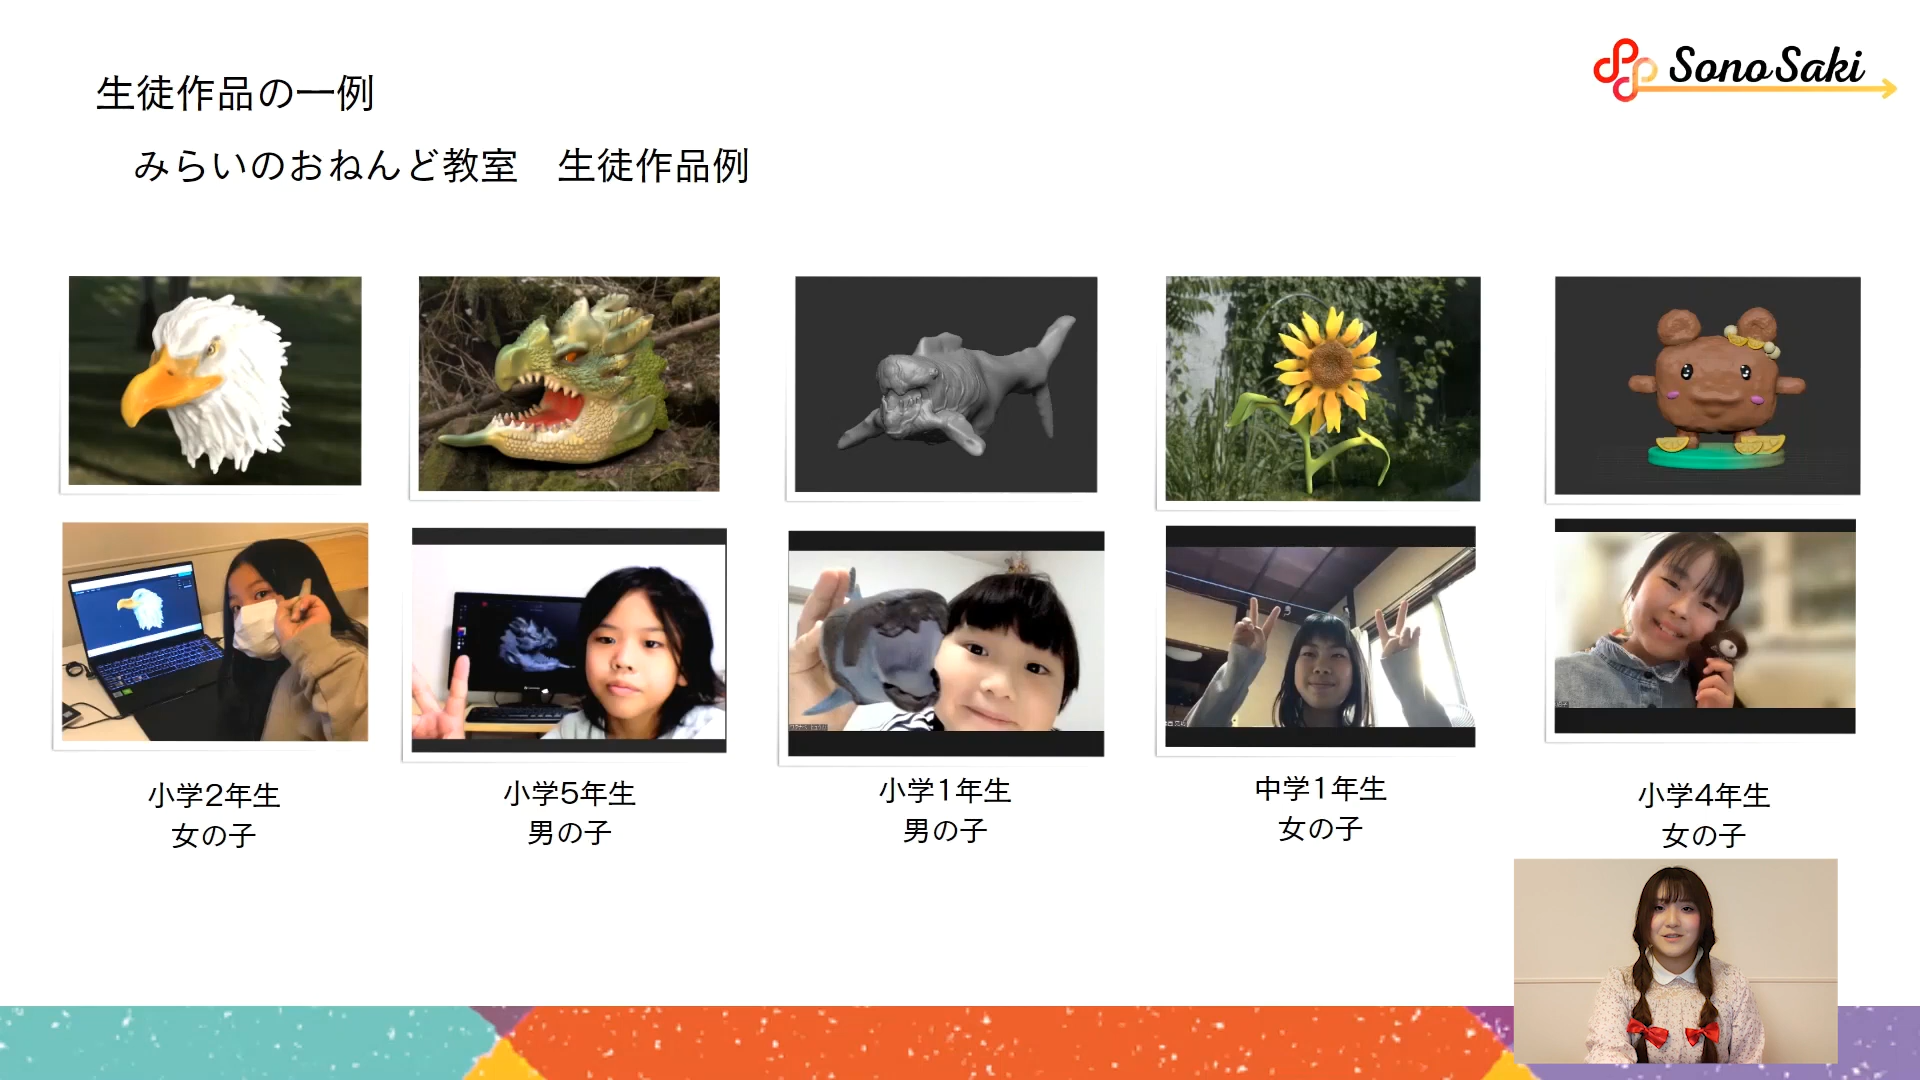 生徒作品の一例
SonoSaki
みらいのおねんど教室　生徒作品例
小学2年生
女の子
小学5年生
男の子
小学1年生
男の子
中学1年生
女の子
小学4年生
女の子